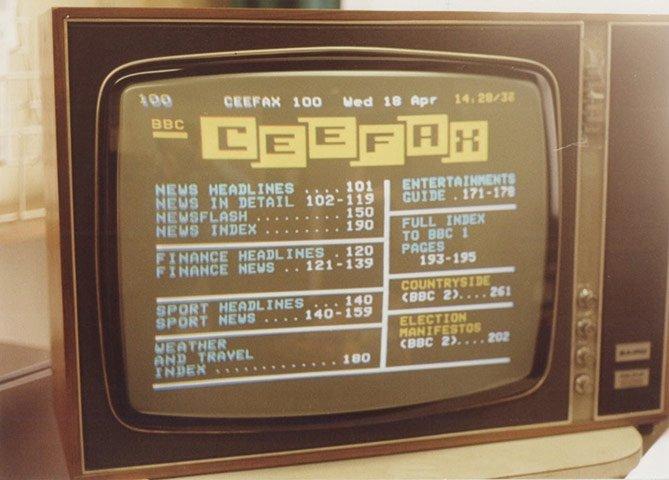 100 CEEFAX 100 Wed 18 Apr 14:28/
BBC
CEEFAX
NEWS HEADLINES .... 101
NEWS IN DETAIL 102-119
NEWSFLASH ......... 150
NEWS INDEX ......... 190
FINANCE HEADLINES . 120
FINANCE NEWS .. 121-139
SPORT HEADLINES ... 140
SPORT NEWS .... 140-159
WEATHER
AND TRAVEL
INDEX ............. 180
ENTERTAINMENTS
GUIDE . 171-179
FULL INDEX
TO BBC 1
PAGES
193-195
COUNTRYSIDE
(BBC 2).... 261
ELECTION
MANIFESTOS
(BBC 2).... 202